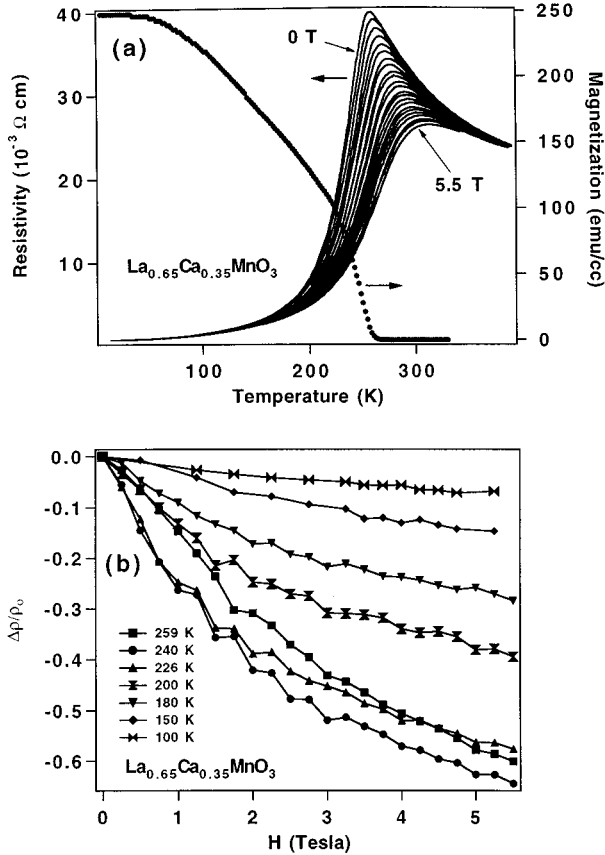 (a)
0 T
5.5 T
La0.65Ca0.35MnO3
Resistivity (10-3 Ω cm)
40
30
20
10
Magnetization (emu/cc)
250
200
150
100
50
0
100
200
300
Temperature (K)
(b)
Δρ/ρo
0.0
-0.1
-0.2
-0.3
-0.4
-0.5
-0.6
259 K
240 K
226 K
200 K
180 K
150 K
100 K
La0.65Ca0.35MnO3
0
1
2
3
4
5
H (Tesla)